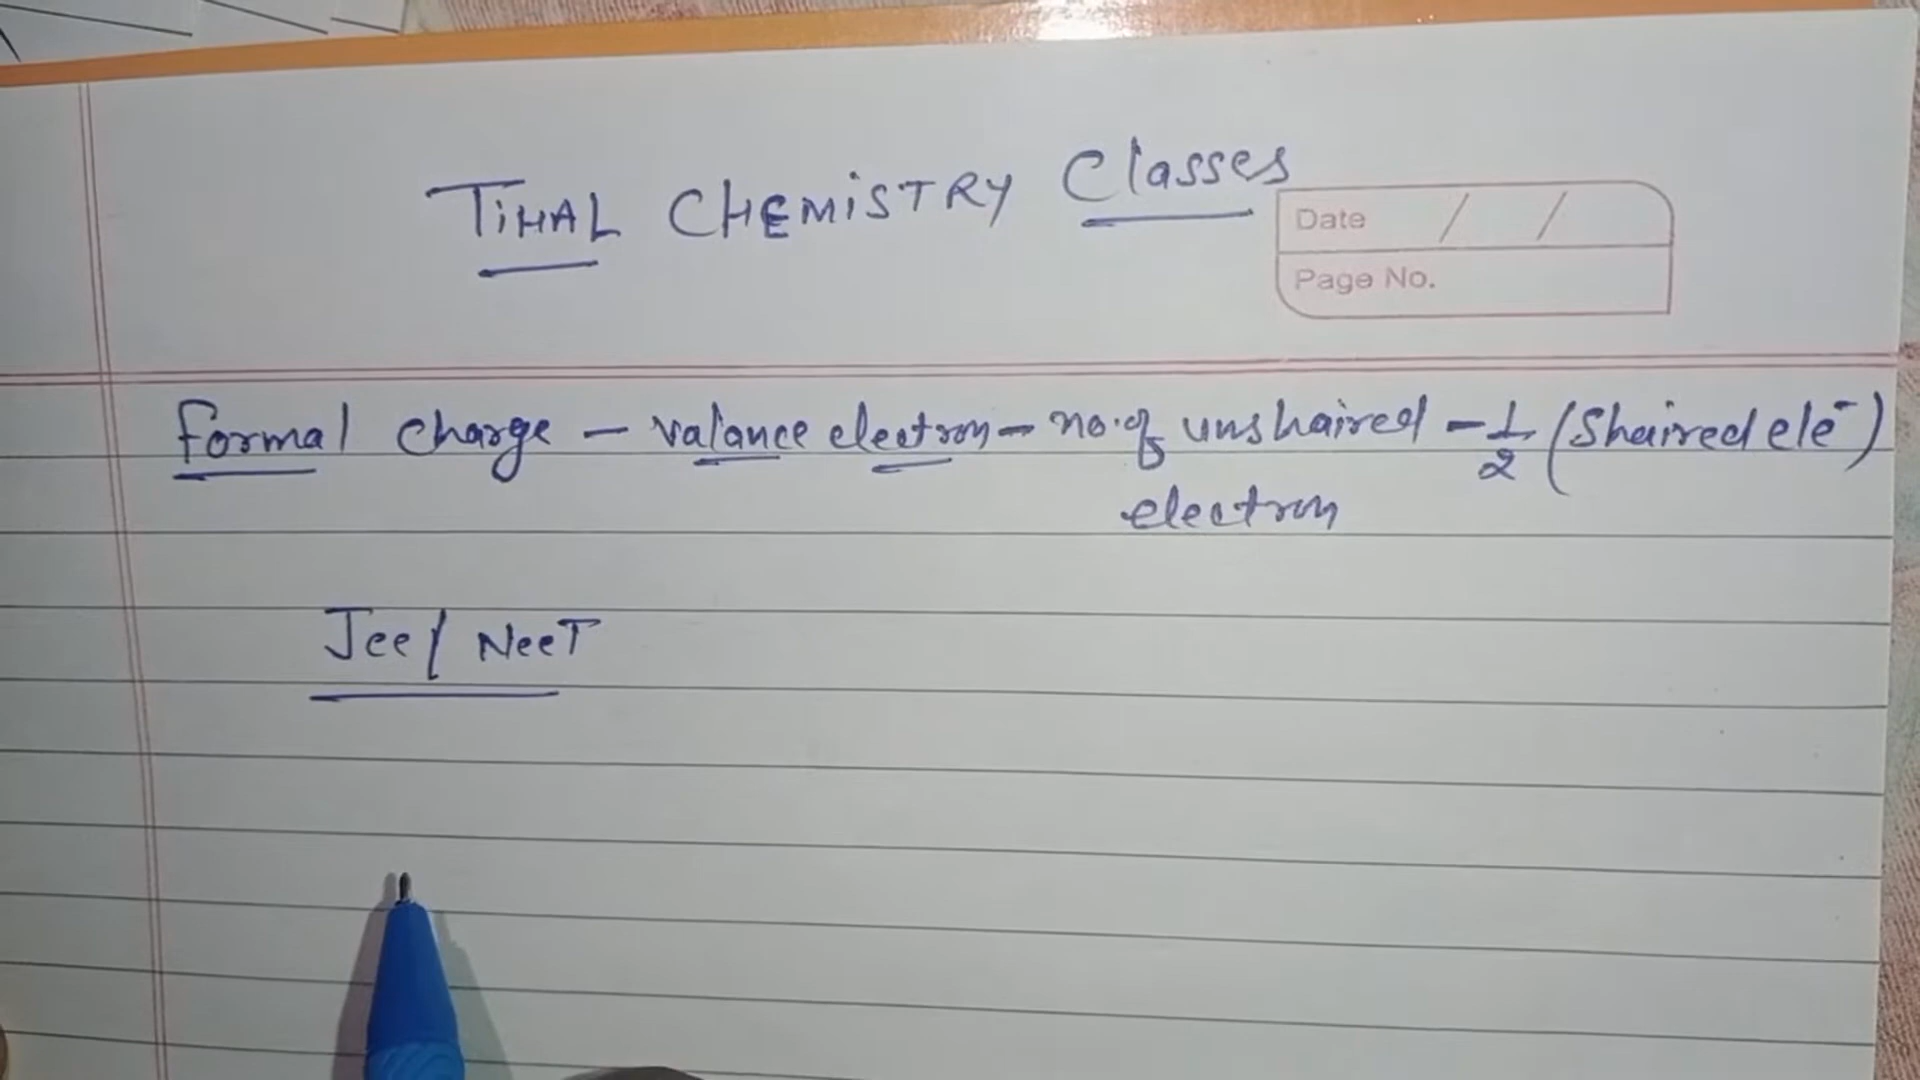 TiHAL CHEMiSTRY Classes
Date / /
Page No.
Formal charge - valance electron - no. of unshaired - 1/2 (Shaired ele⁻)
electron
Jee/ NeeT